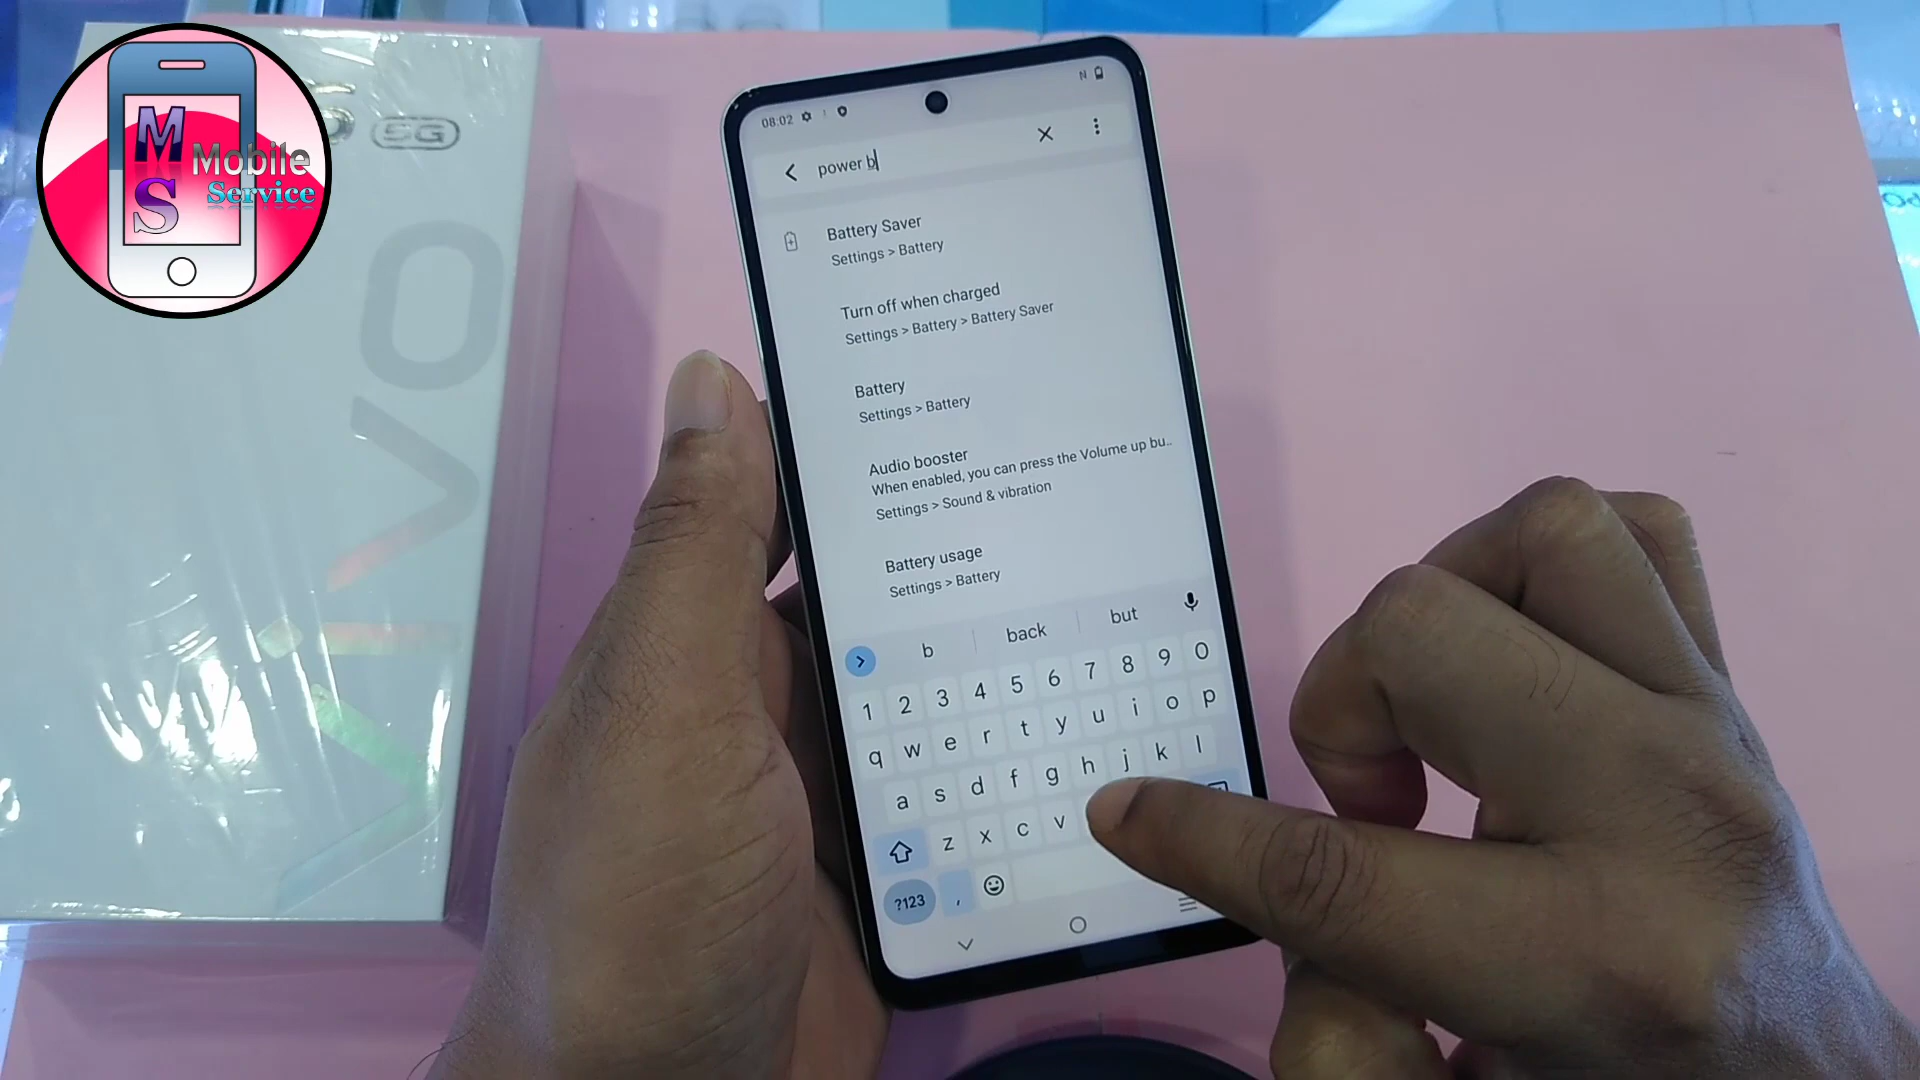 MS
Mobile
Service
5G
vivo
08:02
N
power b
Battery Saver
Settings > Battery
Turn off when charged
Settings > Battery > Battery Saver
Battery
Settings > Battery
Audio booster
When enabled, you can press the Volume up bu..
Settings > Sound & vibration
Battery usage
Settings > Battery
b back but
1 2 3 4 5 6 7 8 9 0
q w e r t y u i o p
a s d f g h j k l
z x c v
?123 ,